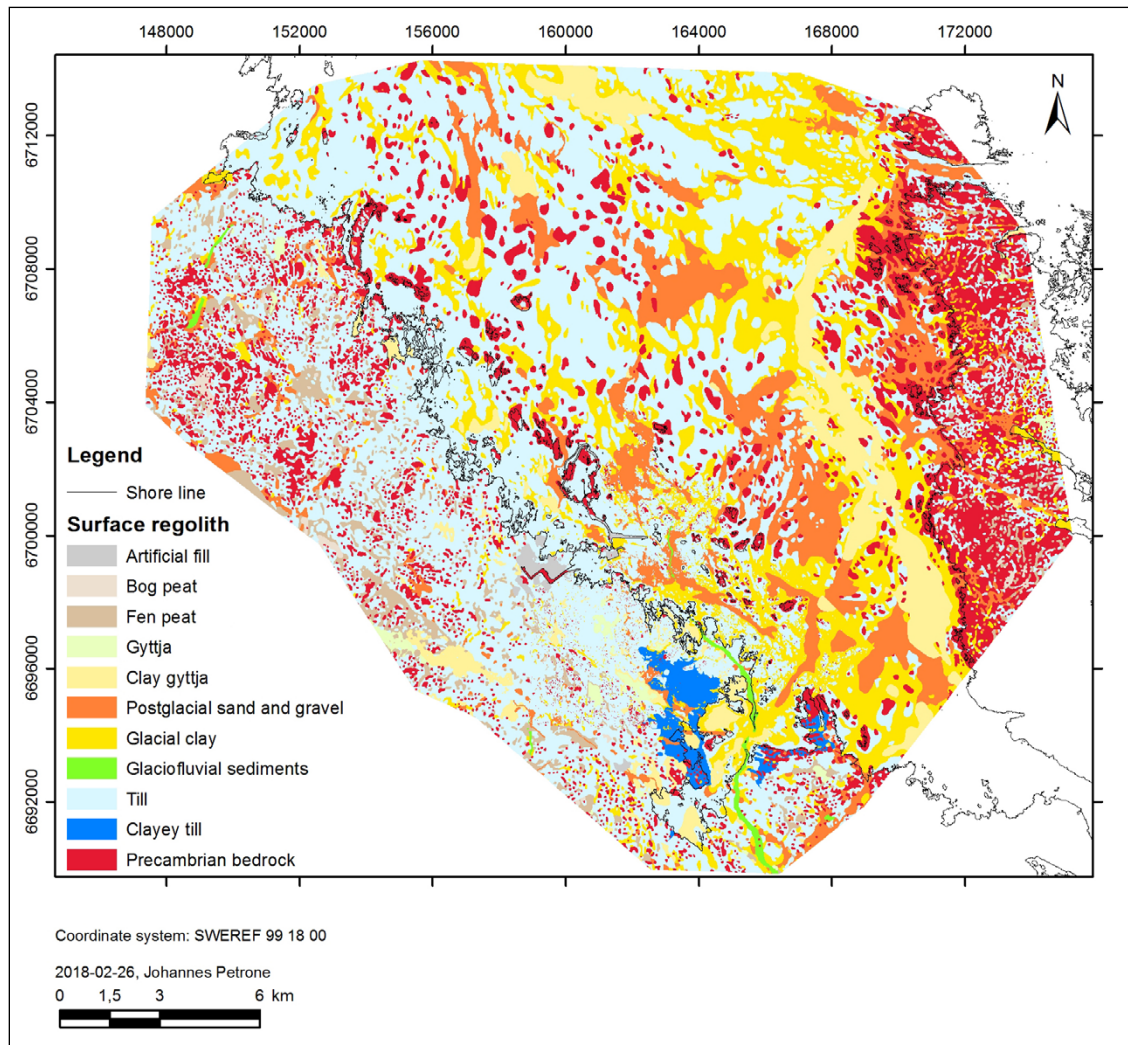 148000 152000 156000 160000 164000 168000 172000
N
6712000
6708000
6704000
6700000
6696000
6692000
Legend
Shore line
Surface regolith
Artificial fill
Bog peat
Fen peat
Gyttja
Clay gyttja
Postglacial sand and gravel
Glacial clay
Glaciofluvial sediments
Till
Clayey till
Precambrian bedrock
Coordinate system: SWEREF 99 18 00
2018-02-26, Johannes Petrone
0 1,5 3 6 km